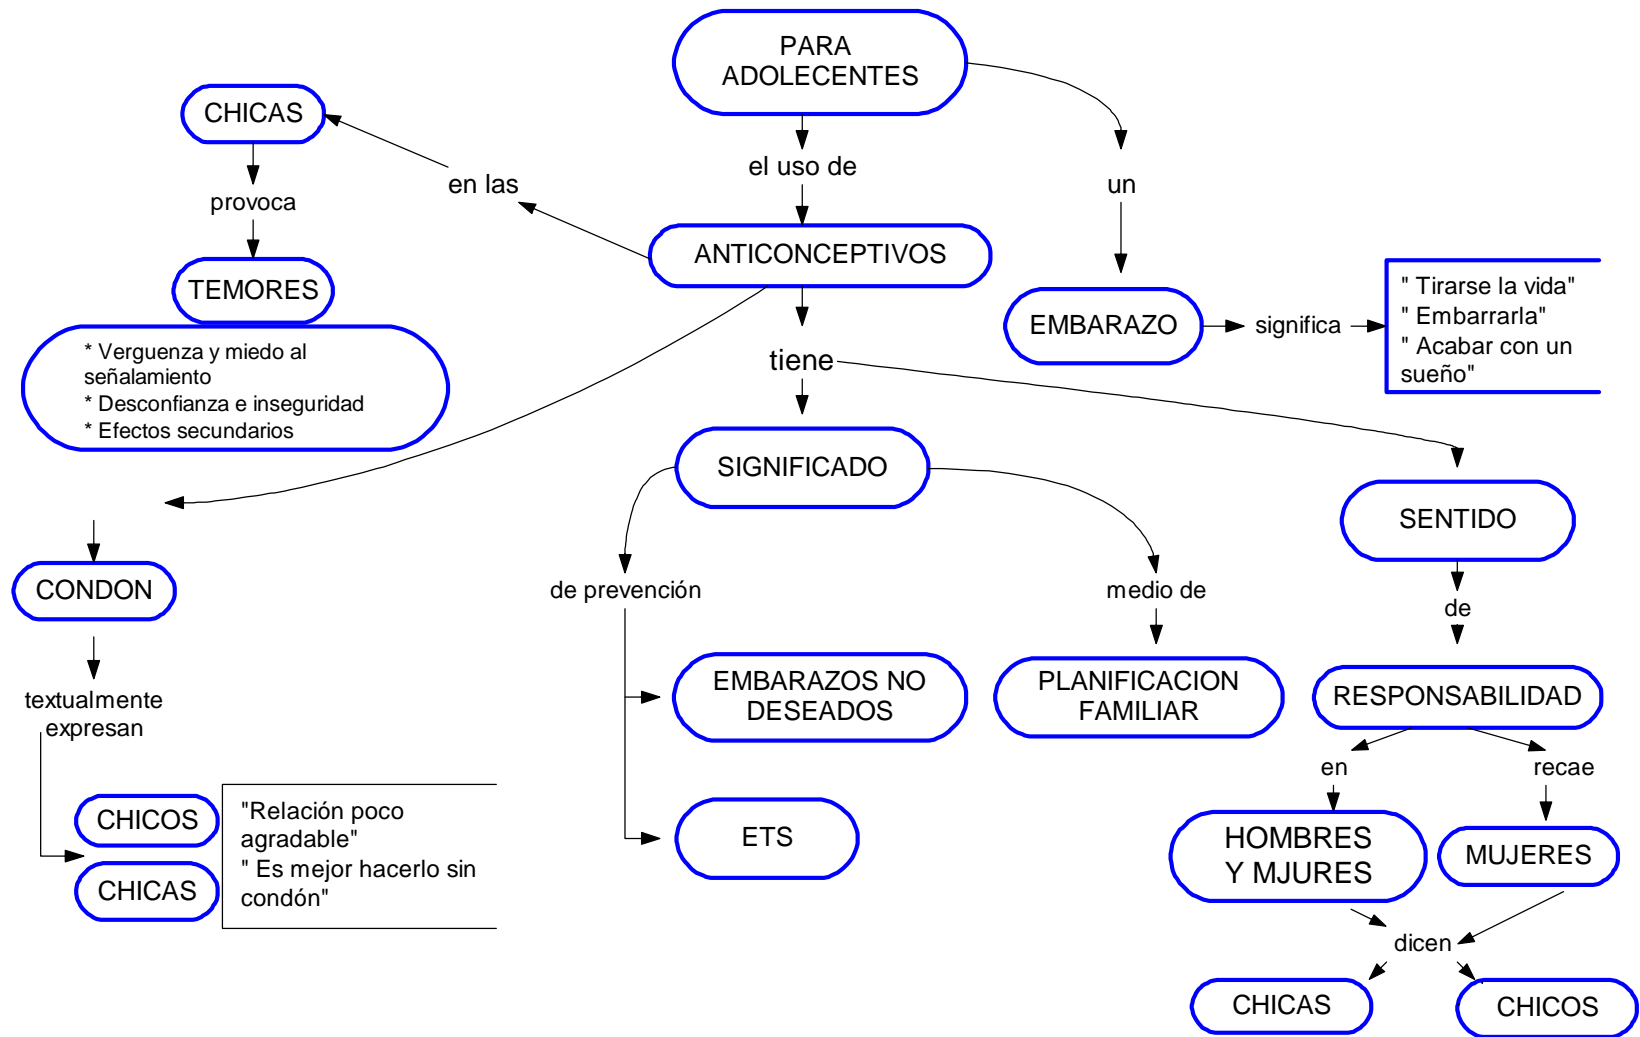 PARA
ADOLECENTES
CHICAS
el uso de
en las
un
provoca
ANTICONCEPTIVOS
TEMORES
* Verguenza y miedo al
señalamiento
* Desconfianza e inseguridad
* Efectos secundarios
EMBARAZO
significa
" Tirarse la vida"
" Embarrarla"
" Acabar con un
sueño"
tiene
SIGNIFICADO
SENTIDO
CONDON
de prevención
medio de
de
textualmente
expresan
EMBARAZOS NO
DESEADOS
PLANIFICACION
FAMILIAR
RESPONSABILIDAD
en
recae
CHICOS
CHICAS
"Relación poco
agradable"
" Es mejor hacerlo sin
condón"
ETS
HOMBRES
Y MJURES
MUJERES
dicen
CHICAS
CHICOS